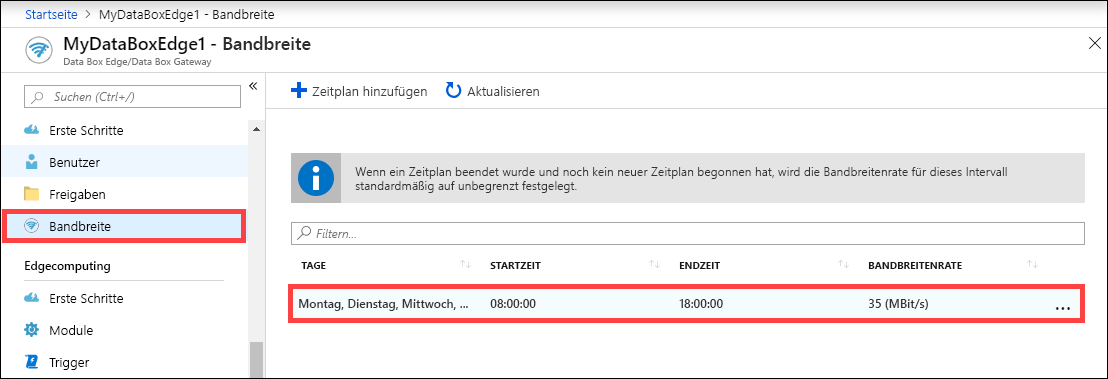 Startseite > MyDataBoxEdge1 - Bandbreite
MyDataBoxEdge1 - Bandbreite
Data Box Edge/Data Box Gateway
Suchen (Ctrl+/)
Erste Schritte
Benutzer
Freigaben
Bandbreite
Edgecomputing
Erste Schritte
Module
Trigger
Zeitplan hinzufügen Aktualisieren
Wenn ein Zeitplan beendet wurde und noch kein neuer Zeitplan begonnen hat, wird die Bandbreitenrate für dieses Intervall
standardmäßig auf unbegrenzt festgelegt.
Filtern...
TAGE STARTZEIT ENDZEIT BANDBREITENRATE
Montag, Dienstag, Mittwoch, ... 08:00:00 18:00:00 35 (MBit/s) ...